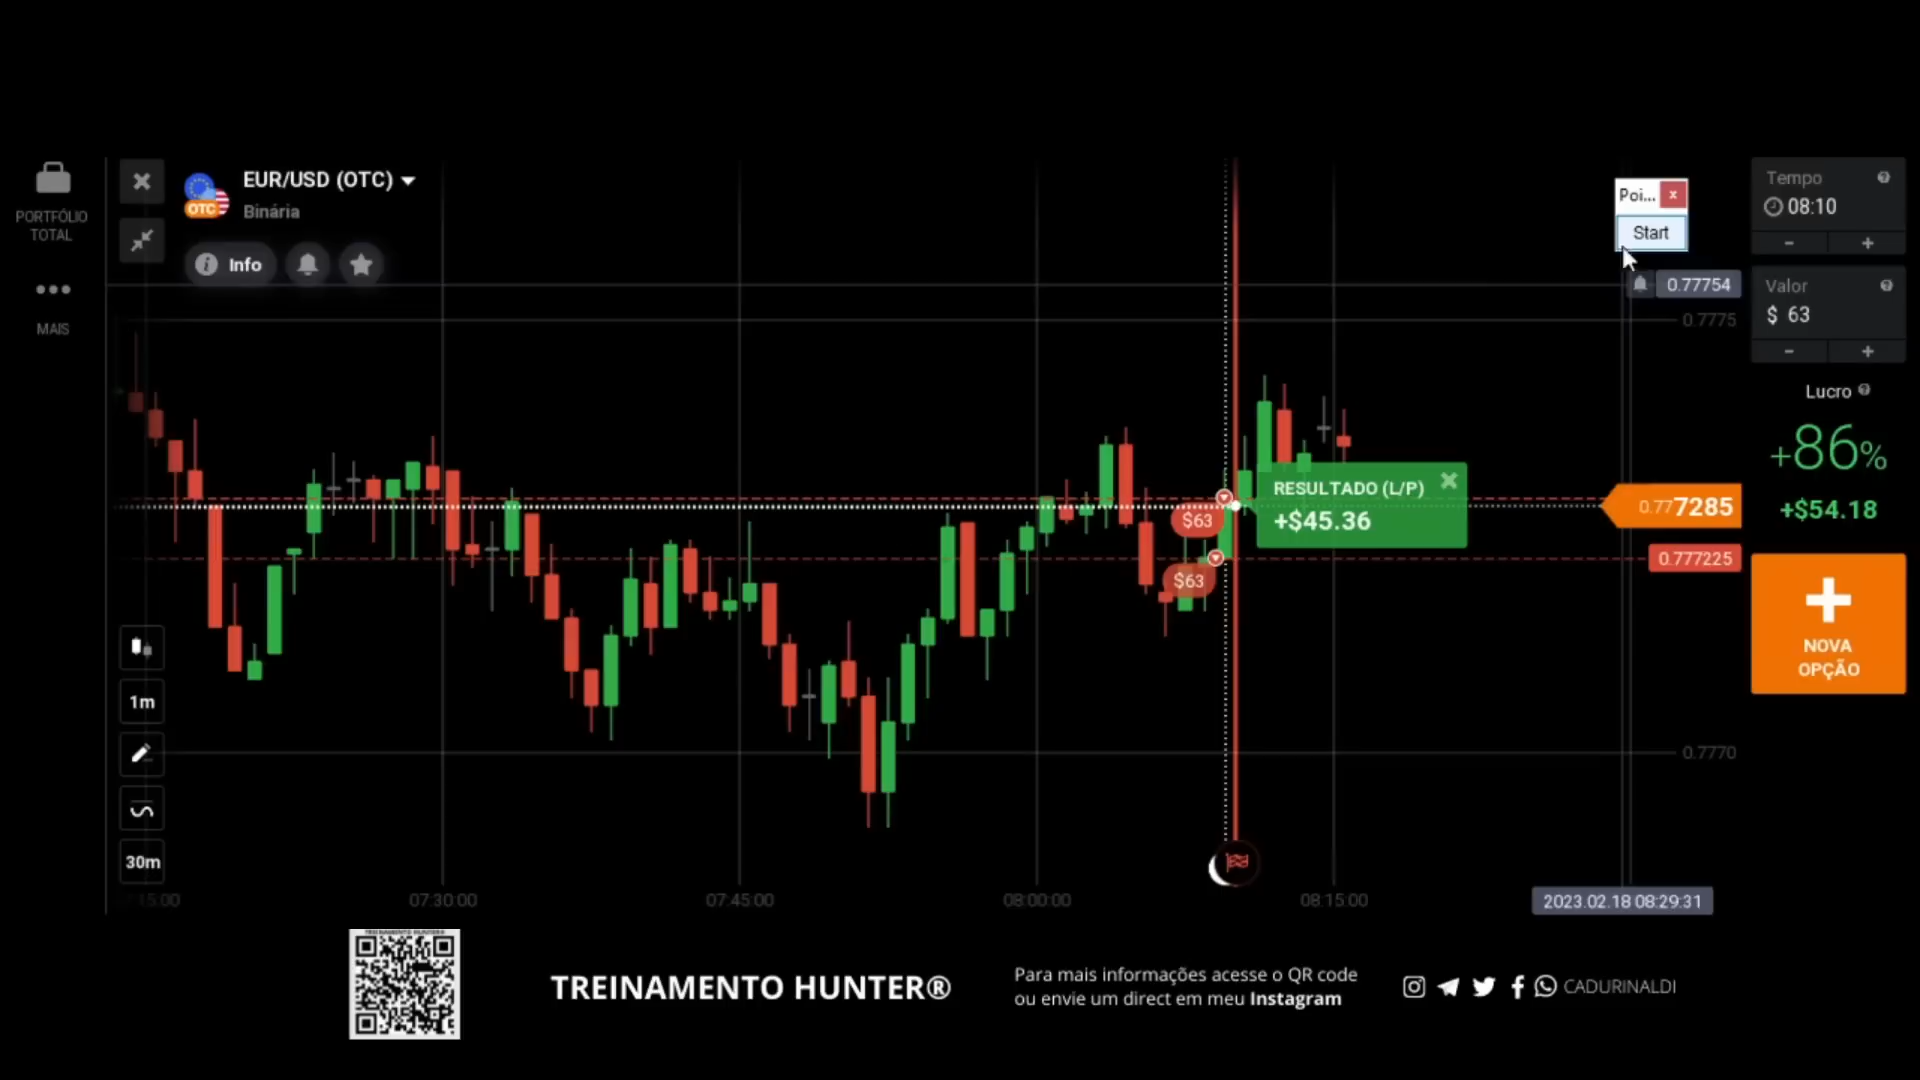 PORTFÓLIO
TOTAL
MAIS
EUR/USD (OTC)
OTC
Binária
Info
Poi...
x
Start
Tempo
08:10
-
+
0.77754
0.7775
Valor
$ 63
-
+
Lucro
+86%
+$54.18
RESULTADO (L/P)
+$45.36
$63
$63
0.777285
0.777225
NOVA
OPÇÃO
1m
30m
0.7770
07:30:00
07:45:00
08:00:00
08:15:00
2023.02.18 08:29:31
TREINAMENTO HUNTER®
Para mais informações acesse o QR code
ou envie um direct em meu Instagram
CADURINALDI